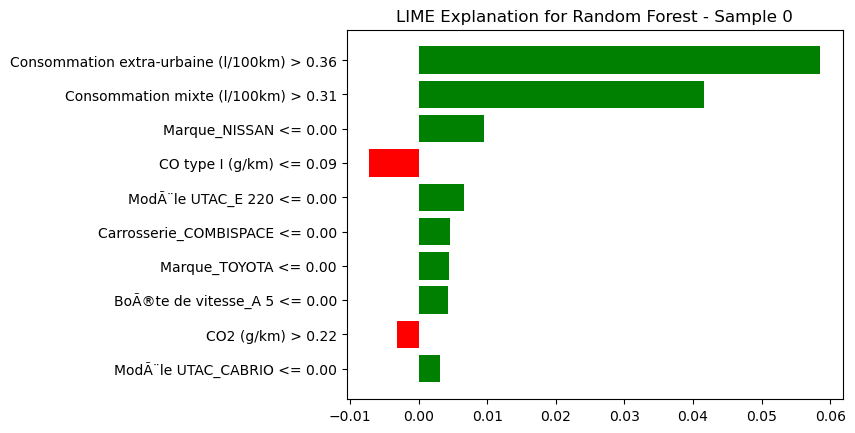 LIME Explanation for Random Forest - Sample 0
Consommation extra-urbaine (l/100km) > 0.36
Consommation mixte (l/100km) > 0.31
Marque_NISSAN <= 0.00
CO type I (g/km) <= 0.09
ModÃ¨le UTAC_E 220 <= 0.00
Carrosserie_COMBISPACE <= 0.00
Marque_TOYOTA <= 0.00
BoÃ®te de vitesse_A 5 <= 0.00
CO2 (g/km) > 0.22
ModÃ¨le UTAC_CABRIO <= 0.00
−0.01 0.00 0.01 0.02 0.03 0.04 0.05 0.06